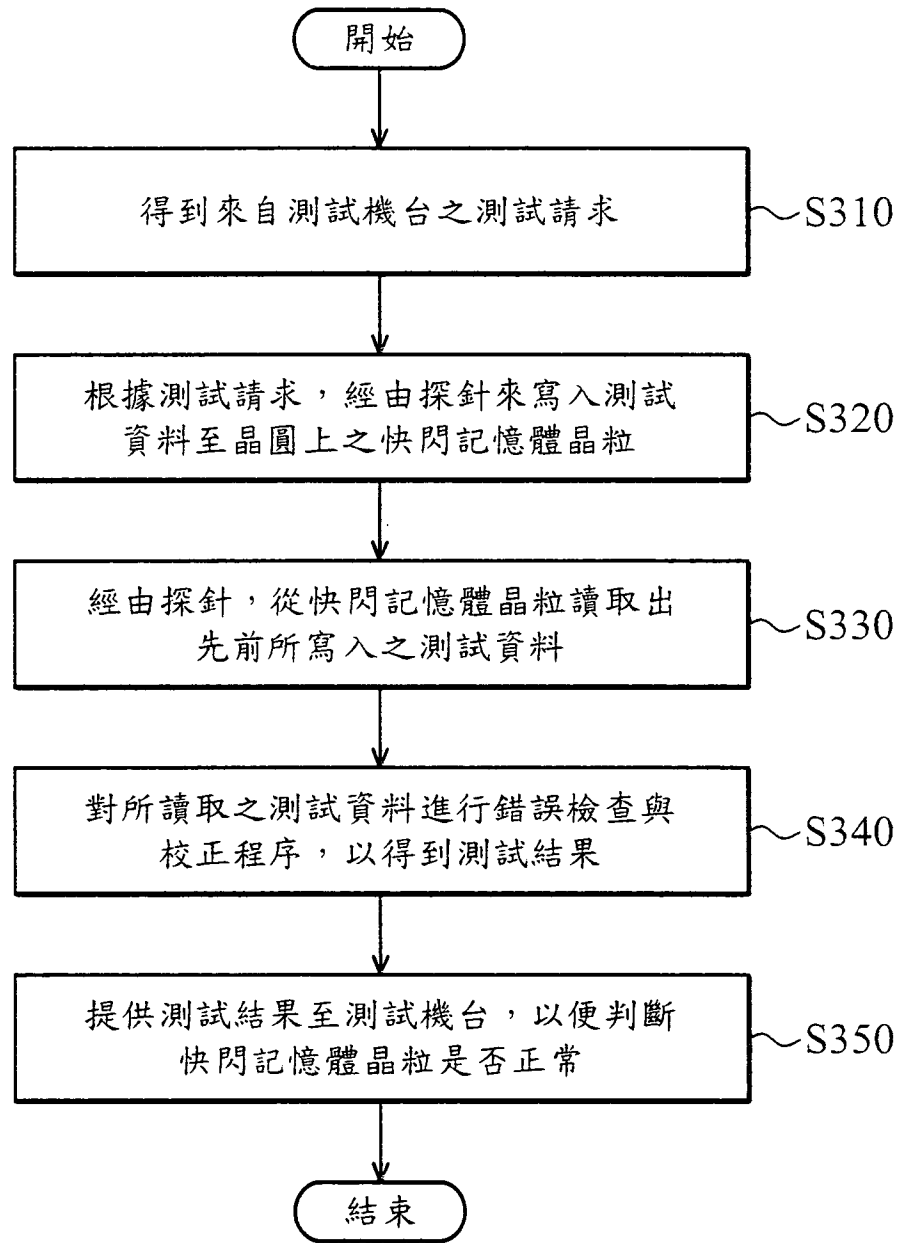 開始
得到來自測試機台之測試請求
S310
根據測試請求，經由探針來寫入測試
資料至晶圓上之快閃記憶體晶粒
S320
經由探針，從快閃記憶體晶粒讀取出
先前所寫入之測試資料
S330
對所讀取之測試資料進行錯誤檢查與
校正程序，以得到測試結果
S340
提供測試結果至測試機台，以便判斷
快閃記憶體晶粒是否正常
S350
結束